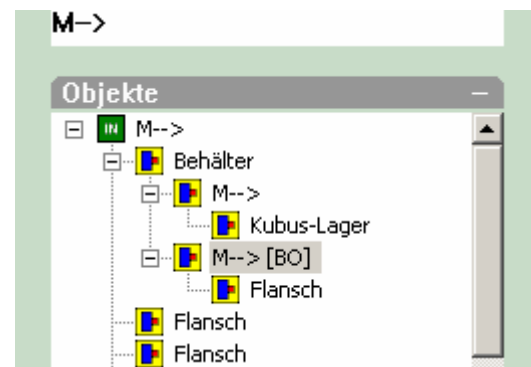 M-->
Objekte
IN M-->
Behälter
M-->
Kubus-Lager
M--> [BO]
Flansch
Flansch
Flansch